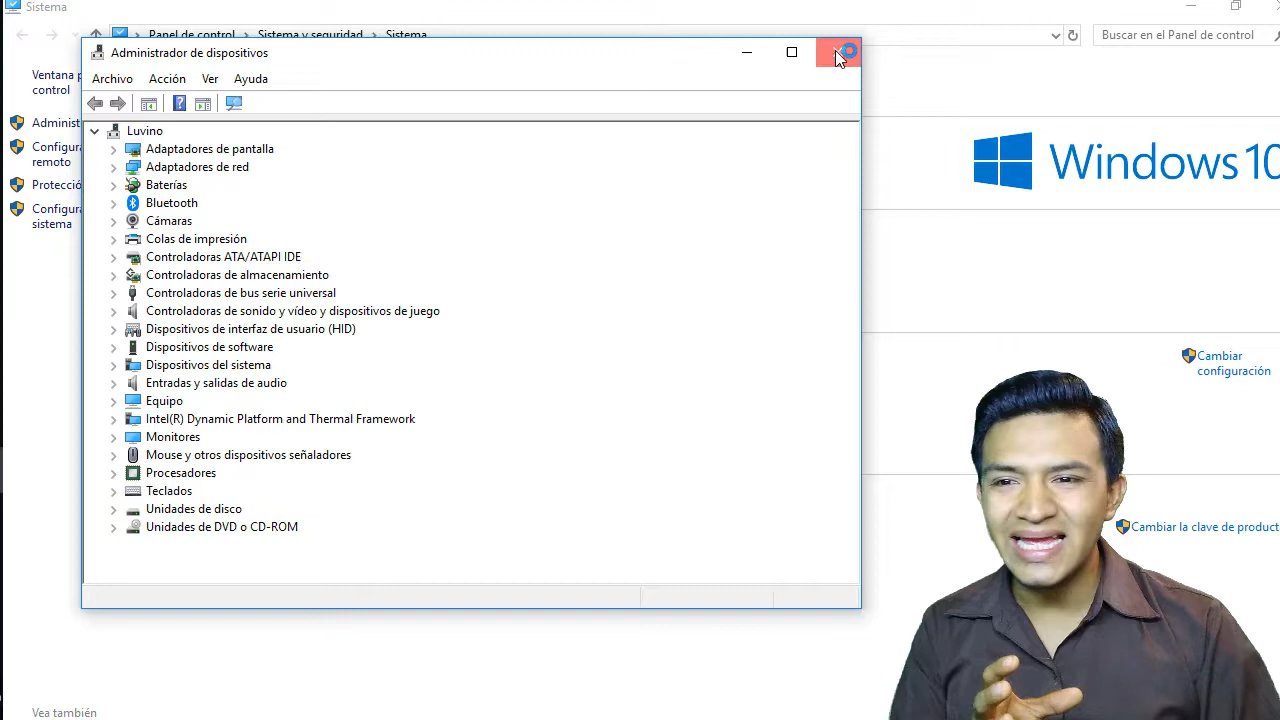 Sistema
Panel de control
Sistema y seguridad
Sistema
Buscar en el Panel de control
Ventana p
control
Administ
Configura
remoto
Protecció
Configura
sistema
Administrador de dispositivos
Archivo Acción Ver Ayuda
Luvino
Adaptadores de pantalla
Adaptadores de red
Baterías
Bluetooth
Cámaras
Colas de impresión
Controladoras ATA/ATAPI IDE
Controladoras de almacenamiento
Controladoras de bus serie universal
Controladoras de sonido y vídeo y dispositivos de juego
Dispositivos de interfaz de usuario (HID)
Dispositivos de software
Dispositivos del sistema
Entradas y salidas de audio
Equipo
Intel(R) Dynamic Platform and Thermal Framework
Monitores
Mouse y otros dispositivos señaladores
Procesadores
Teclados
Unidades de disco
Unidades de DVD o CD-ROM
Windows 10
Cambiar
configuración
Cambiar la clave de product
Vea también